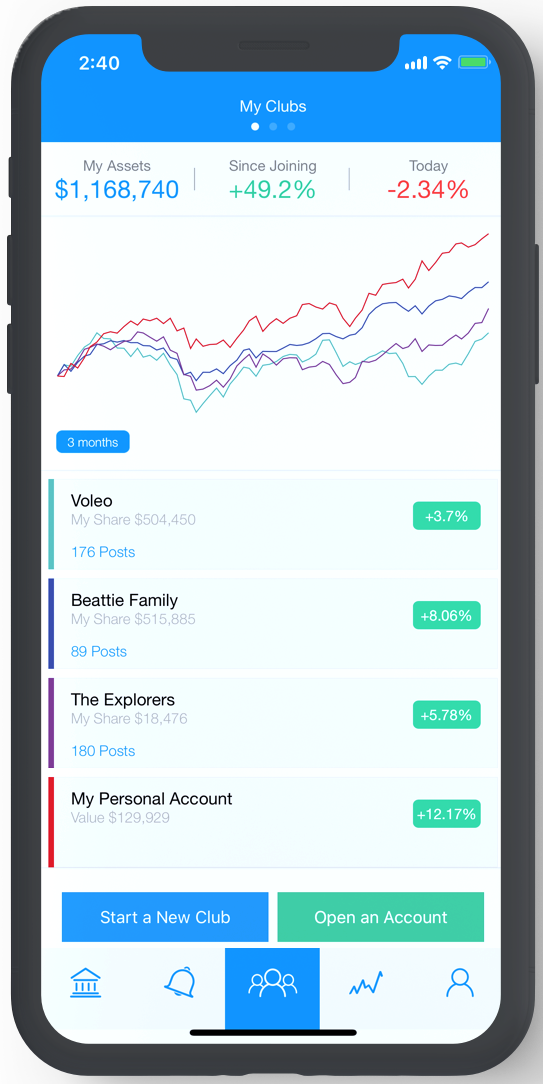 2:40
My Clubs
My Assets
$1,168,740
Since Joining
+49.2%
Today
-2.34%
3 months
Voleo
My Share $504,450
+3.7%
176 Posts
Beattie Family
My Share $515,885
+8.06%
89 Posts
The Explorers
My Share $18,476
+5.78%
180 Posts
My Personal Account
Value $129,929
+12.17%
Start a New Club
Open an Account